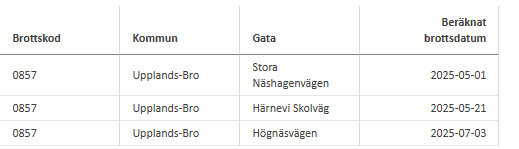 Brottskod Kommun Gata Beräknat brottsdatum
0857 Upplands-Bro Stora Näshagenvägen 2025-05-01
0857 Upplands-Bro Härnevi Skolväg 2025-05-21
0857 Upplands-Bro Högnäsvägen 2025-07-03